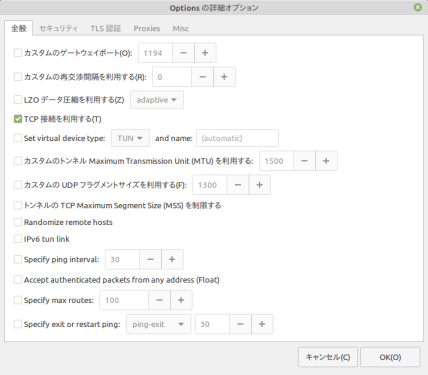 Options の詳細オプション
全般 セキュリティ TLS 認証 Proxies Misc
カスタムのゲートウェイポート(O): 1194 − +
カスタムの再交渉間隔を利用する(R): 0 − +
LZO データ圧縮を利用する(Z) adaptive
TCP 接続を利用する(T)
Set virtual device type: TUN and name: (automatic)
カスタムのトンネル Maximum Transmission Unit (MTU) を利用する: 1500 − +
カスタムの UDP フラグメントサイズを利用する(F): 1300 − +
トンネルの TCP Maximum Segment Size (MSS) を制限する
Randomize remote hosts
IPv6 tun link
Specify ping interval: 30 − +
Accept authenticated packets from any address (Float)
Specify max routes: 100 − +
Specify exit or restart ping: ping-exit 30 − +
キャンセル(C) OK(O)